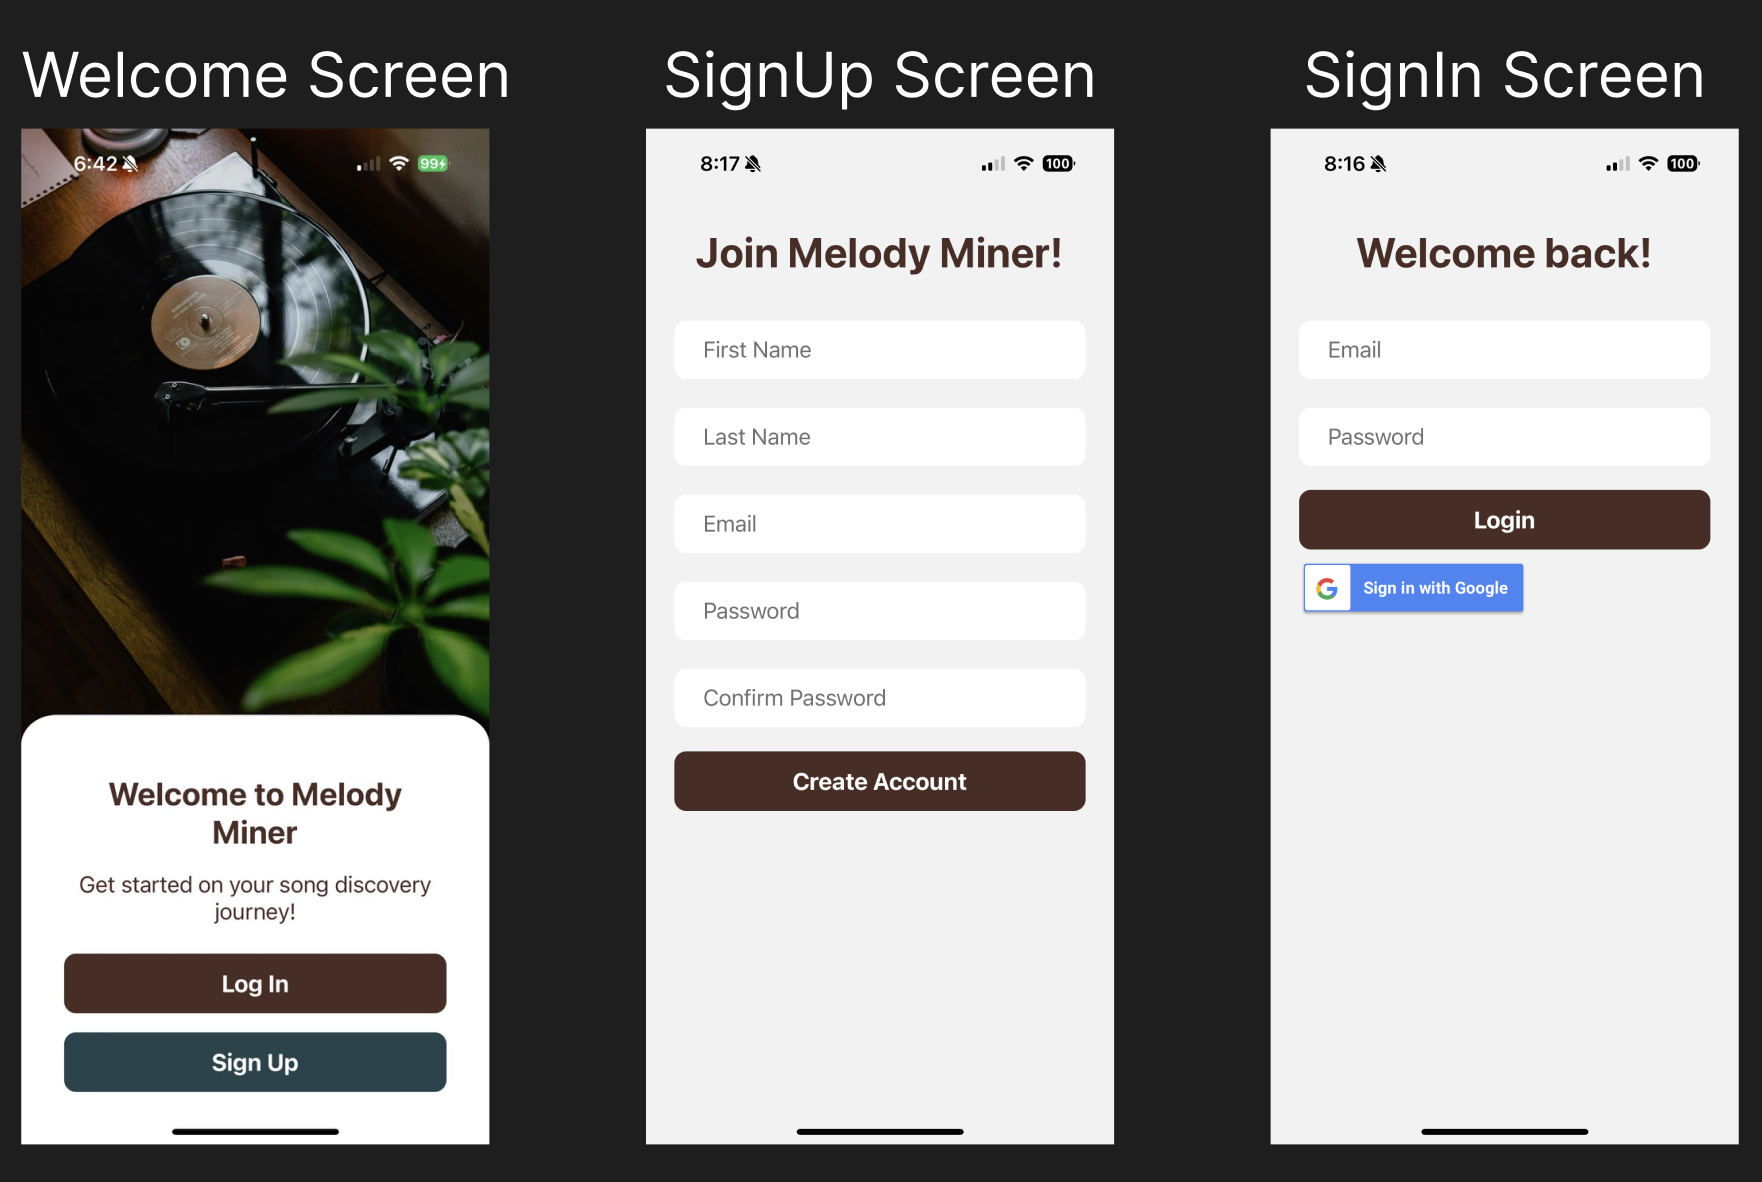 Welcome Screen
6:42
99
Welcome to Melody
Miner
Get started on your song discovery
journey!
Log In
Sign Up
SignUp Screen
8:17
100
Join Melody Miner!
First Name
Last Name
Email
Password
Confirm Password
Create Account
SignIn Screen
8:16
100
Welcome back!
Email
Password
Login
G
Sign in with Google